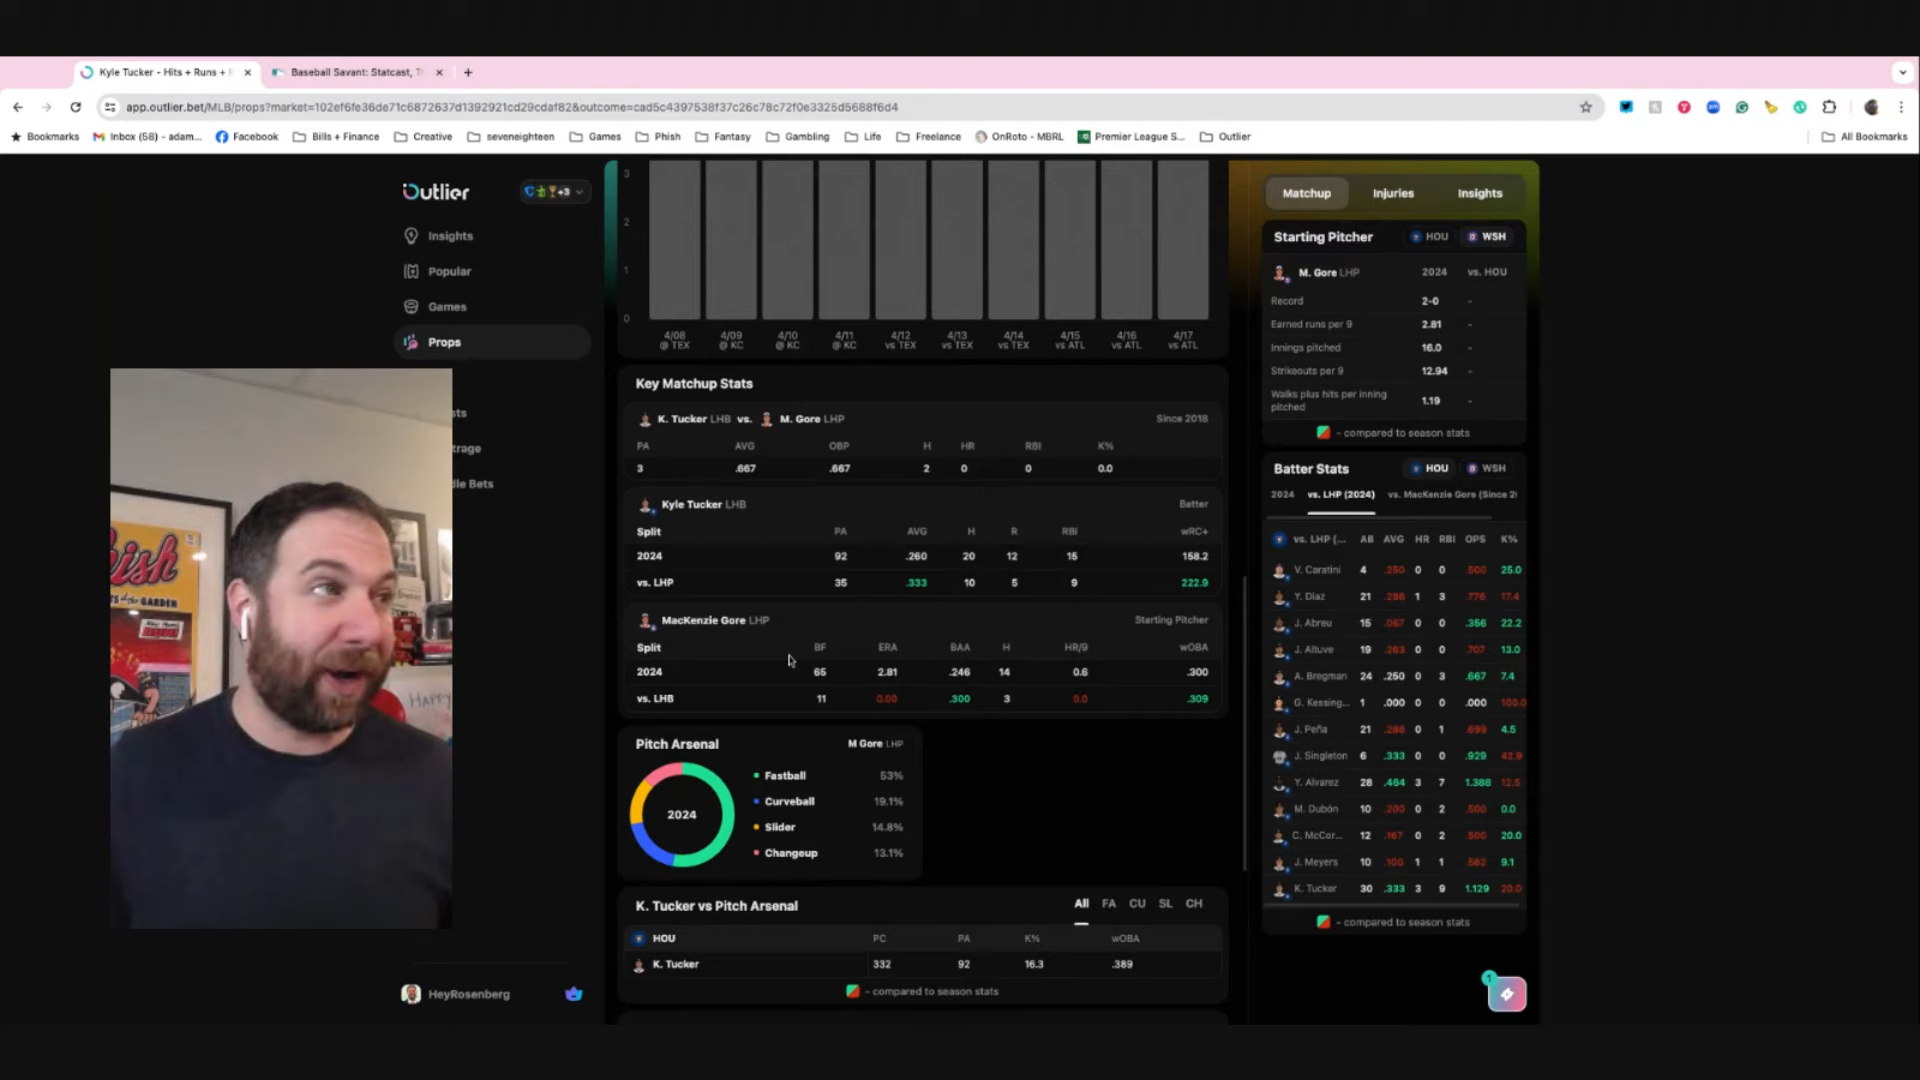 Kyle Tucker - Hits + Runs + R
Baseball Savant: Statcast, Tr
app.outlier.bet/MLB/props?market=102ef6fe36de71c6872637d1392921cd29cdaf82&outcome=cad5c4397538f37c26c78c72f0e3325d5688f6d4
Bookmarks Inbox (58) - adam... Facebook Bills + Finance Creative seveneighteen Games Phish Fantasy Gambling Life Freelance OnRoto - MBRL Premier League S... Outlier All Bookmarks
Outlier +3
Insights
Popular
Games
Props
sts
trage
dle Bets
HeyRosenberg
ish
TS at the GARDEN
HAPPY
3
2
1
0
4/08 4/09 4/10 4/11 4/12 4/13 4/14 4/15 4/16 4/17
@ TEX @ KC @ KC @ KC vs TEX vs TEX vs TEX vs ATL vs ATL vs ATL
Key Matchup Stats
K. Tucker LHB vs. M. Gore LHP Since 2018
PA AVG OBP H HR RBI K%
3 .667 .667 2 0 0 0.0
Kyle Tucker LHB Batter
Split PA AVG H R RBI wRC+
2024 92 .260 20 12 15 158.2
vs. LHP 35 .333 10 5 9 222.9
MacKenzie Gore LHP Starting Pitcher
Split BF ERA BAA H HR/9 wOBA
2024 65 2.81 .246 14 0.6 .300
vs. LHB 11 0.00 .300 3 0.0 .309
Pitch Arsenal M Gore LHP
2024
Fastball 53%
Curveball 19.1%
Slider 14.8%
Changeup 13.1%
K. Tucker vs Pitch Arsenal All FA CU SL CH
HOU PC PA K% wOBA
K. Tucker 332 92 16.3 .389
- compared to season stats
Matchup Injuries Insights
Starting Pitcher HOU WSH
M. Gore LHP 2024 vs. HOU
Record 2-0 -
Earned runs per 9 2.81 -
Innings pitched 16.0 -
Strikeouts per 9 12.94 -
Walks plus hits per inning
pitched 1.19 -
- compared to season stats
Batter Stats HOU WSH
2024 vs. LHP (2024) vs. MacKenzie Gore (Since 2
vs. LHP (... AB AVG HR RBI OPS K%
V. Caratini 4 .250 0 0 .500 25.0
Y. Diaz 21 .286 1 3 .776 17.4
J. Abreu 15 .067 0 0 .356 22.2
J. Altuve 19 .263 0 0 .707 13.0
A. Bregman 24 .250 0 3 .667 7.4
G. Kessing... 1 .000 0 0 .000 100.0
J. Peña 21 .286 0 1 .699 4.5
J. Singleton 6 .333 0 0 .929 42.9
Y. Alvarez 28 .464 3 7 1.388 12.5
M. Dubón 10 .200 0 2 .500 0.0
C. McCor... 12 .167 0 2 .500 20.0
J. Meyers 10 .100 1 1 .582 9.1
K. Tucker 30 .333 3 9 1.129 20.0
- compared to season stats
1